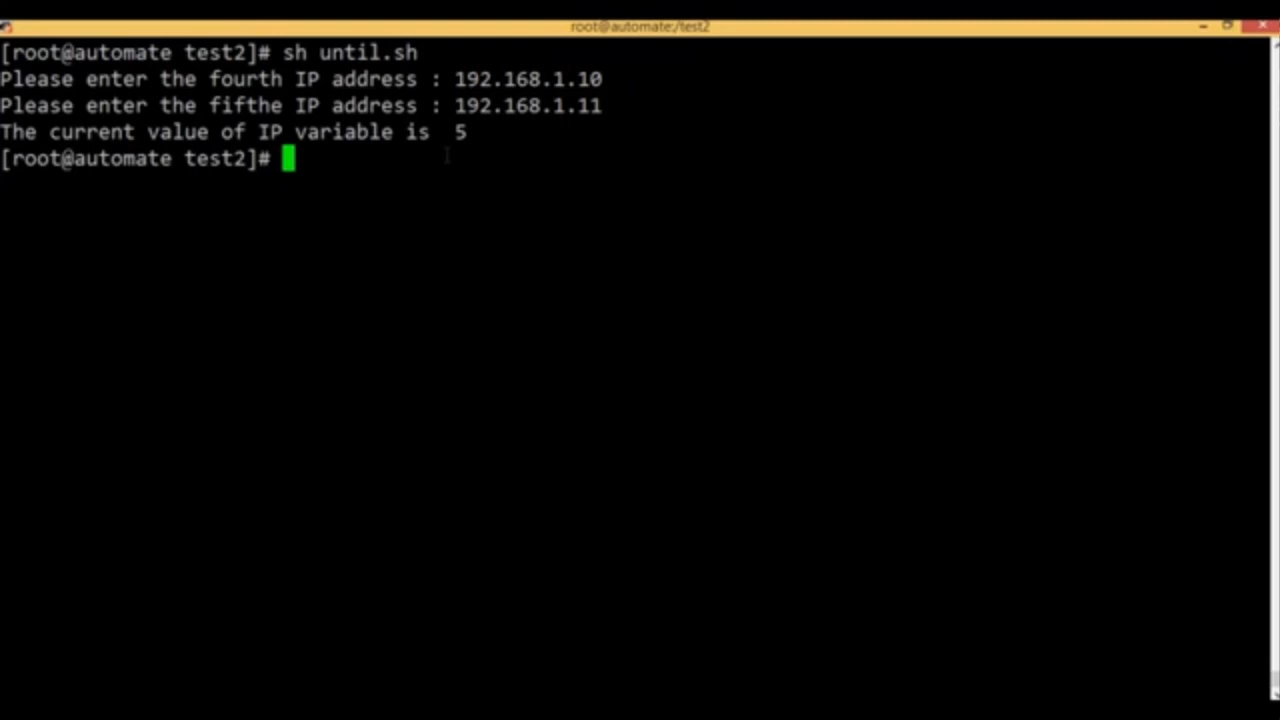 root@automate:/test2
[root@automate test2]# sh until.sh
Please enter the fourth IP address : 192.168.1.10
Please enter the fifthe IP address : 192.168.1.11
The current value of IP variable is  5
[root@automate test2]#